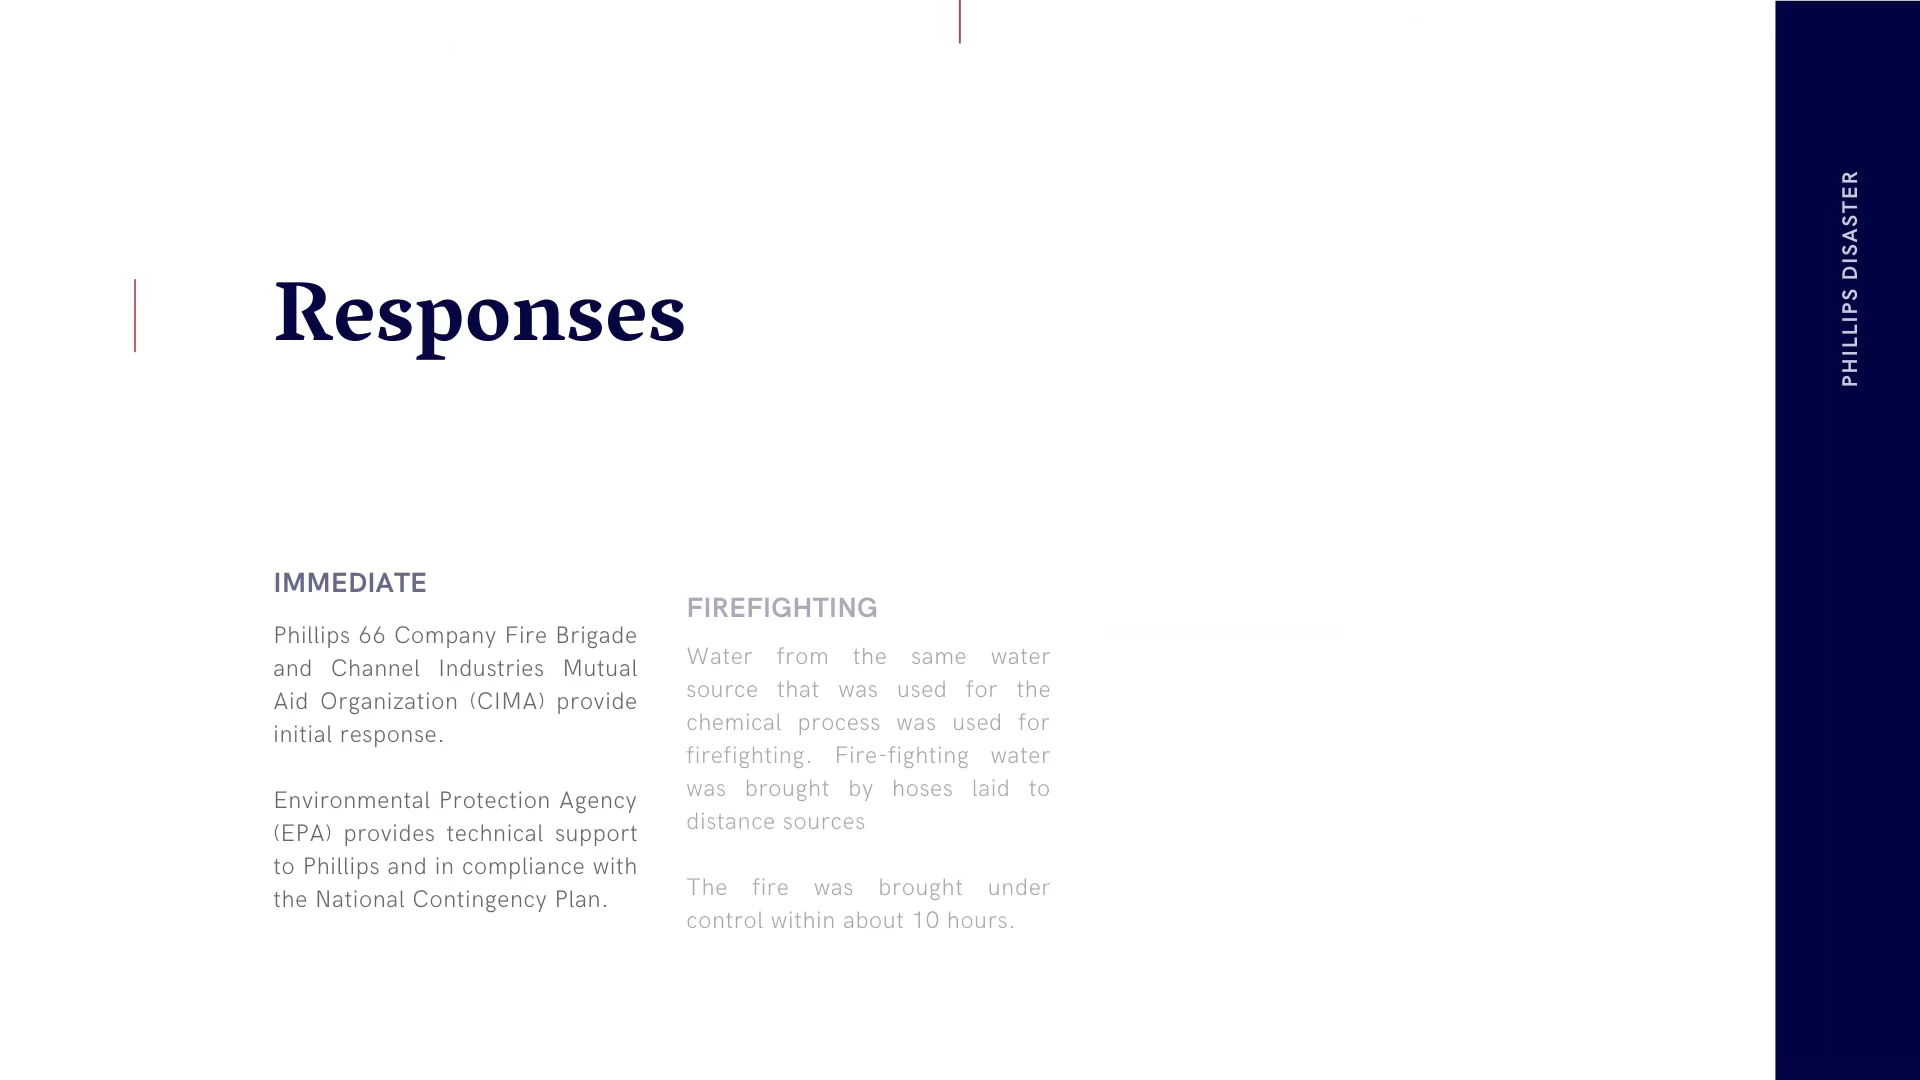 Responses
IMMEDIATE
Phillips 66 Company Fire Brigade
and Channel Industries Mutual
Aid Organization (CIMA) provide
initial response.
Environmental Protection Agency
(EPA) provides technical support
to Phillips and in compliance with
the National Contingency Plan.
FIREFIGHTING
Water from the same water
source that was used for the
chemical process was used for
firefighting. Fire-fighting water
was brought by hoses laid to
distance sources
The fire was brought under
control within about 10 hours.
PHILLIPS DISASTER